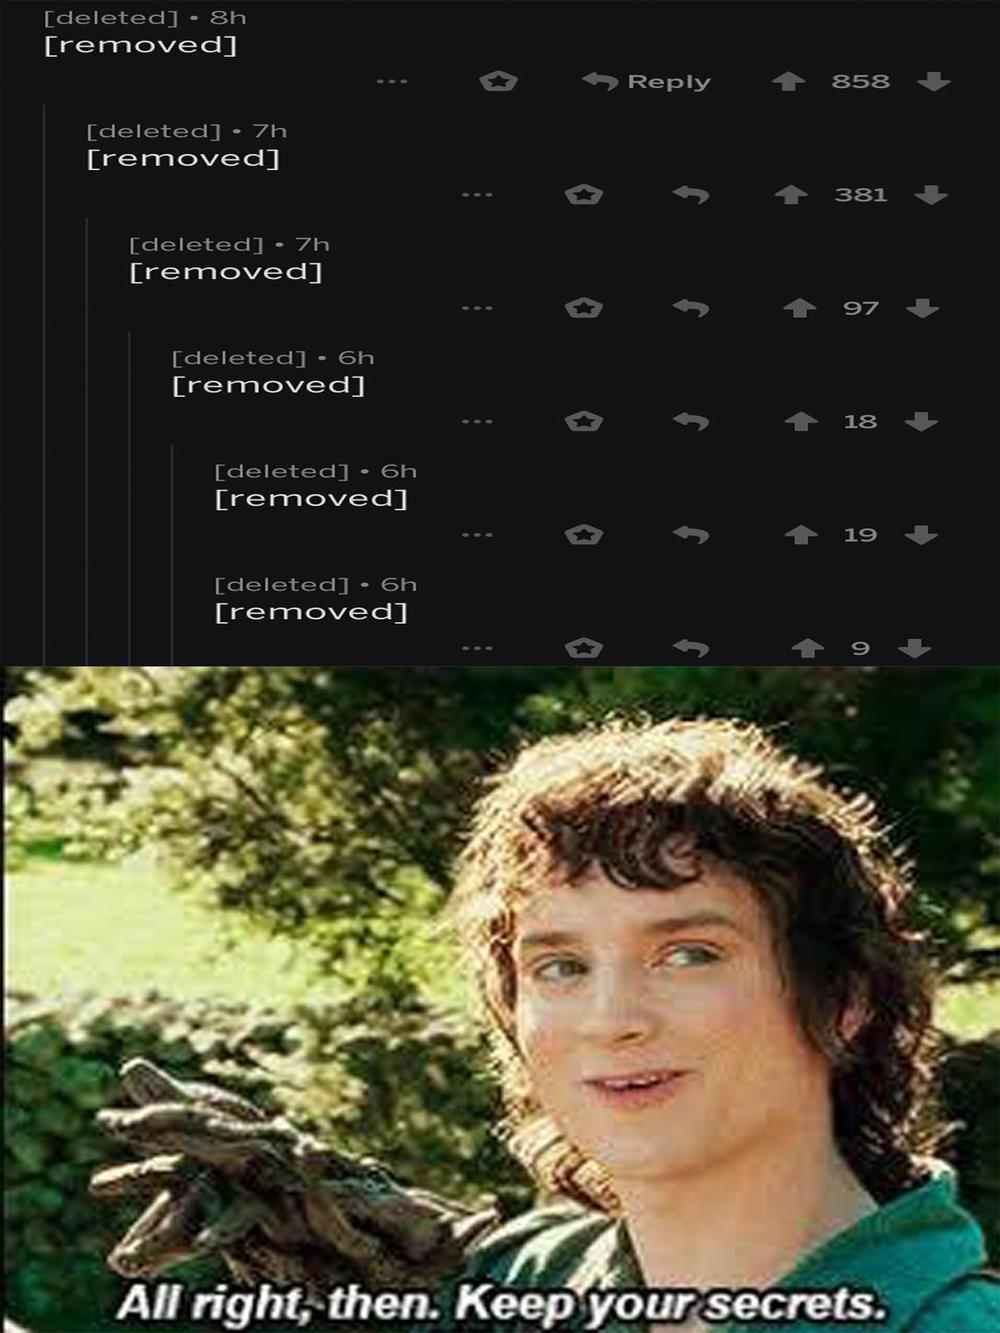 [deleted] • 8h
[removed]
Reply 858
[deleted] • 7h
[removed]
381
[deleted] • 7h
[removed]
97
[deleted] • 6h
[removed]
18
[deleted] • 6h
[removed]
19
[deleted] • 6h
[removed]
9
All right, then. Keep your secrets.